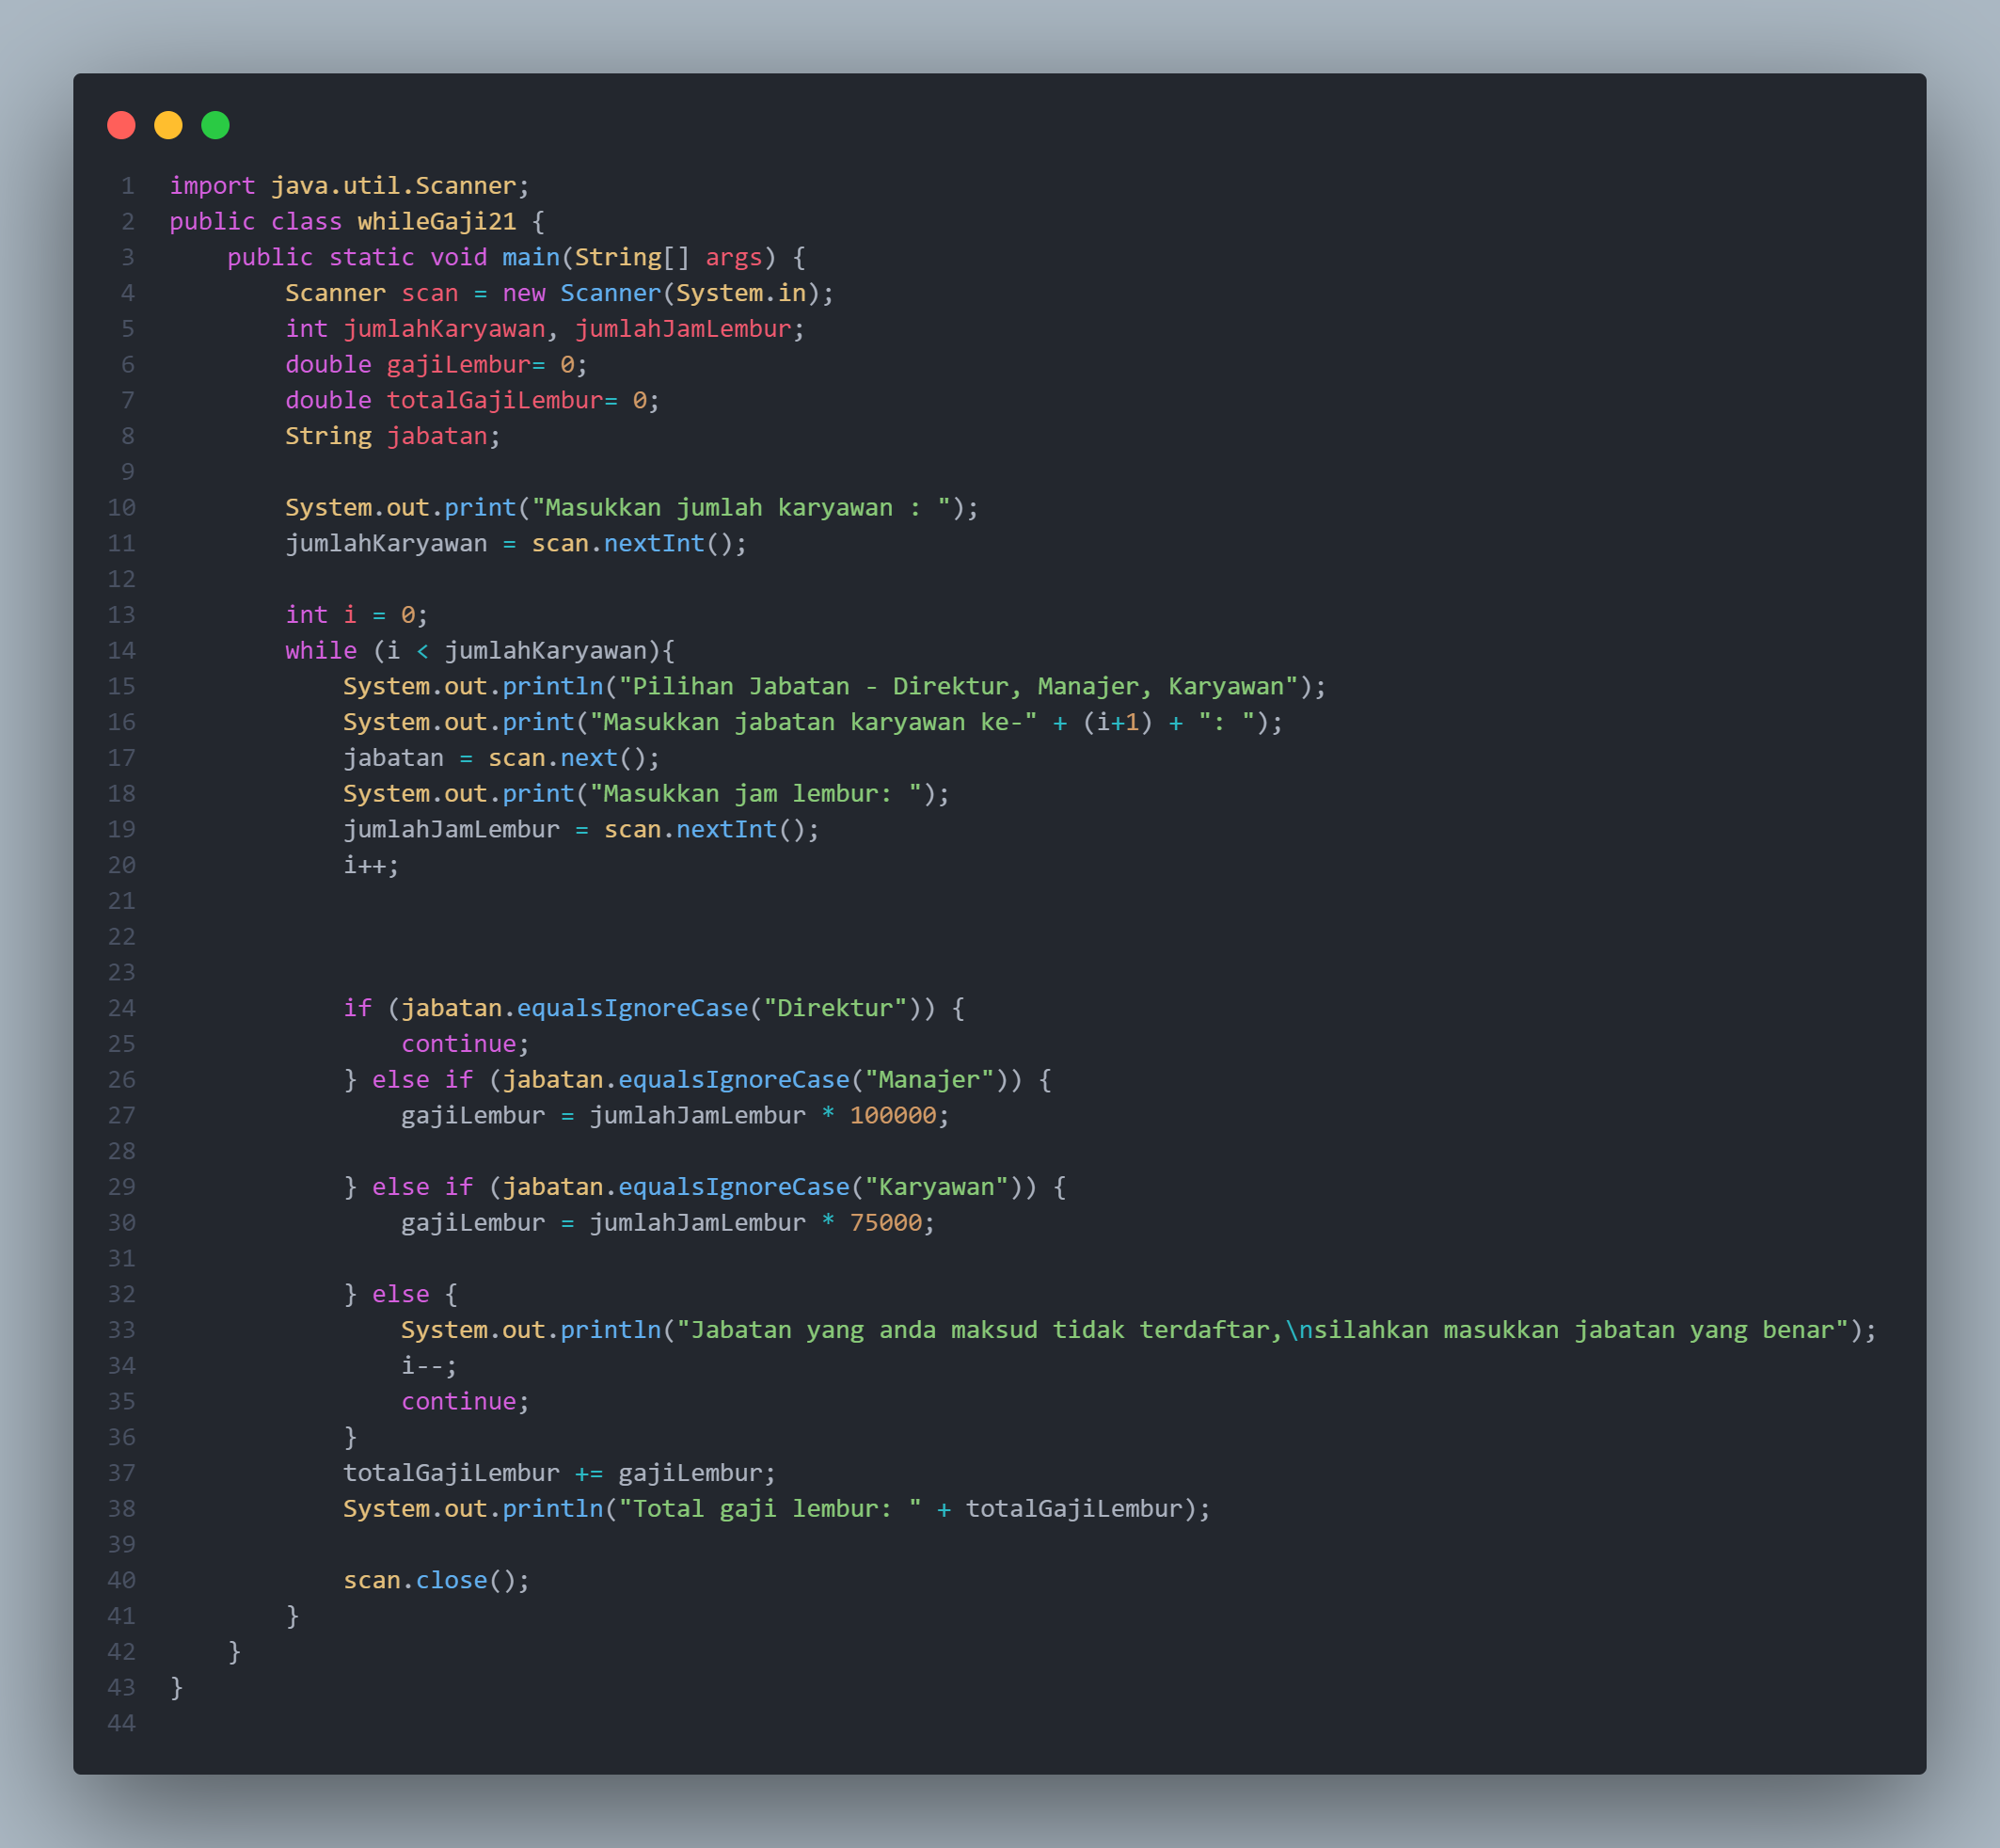 1 import java.util.Scanner;
2 public class whileGaji21 {
3     public static void main(String[] args) {
4         Scanner scan = new Scanner(System.in);
5         int jumlahKaryawan, jumlahJamLembur;
6         double gajiLembur= 0;
7         double totalGajiLembur= 0;
8         String jabatan;
9
10         System.out.print("Masukkan jumlah karyawan : ");
11         jumlahKaryawan = scan.nextInt();
12
13         int i = 0;
14         while (i < jumlahKaryawan){
15             System.out.println("Pilihan Jabatan - Direktur, Manajer, Karyawan");
16             System.out.print("Masukkan jabatan karyawan ke-" + (i+1) + ": ");
17             jabatan = scan.next();
18             System.out.print("Masukkan jam lembur: ");
19             jumlahJamLembur = scan.nextInt();
20             i++;
21
22
23
24             if (jabatan.equalsIgnoreCase("Direktur")) {
25                 continue;
26             } else if (jabatan.equalsIgnoreCase("Manajer")) {
27                 gajiLembur = jumlahJamLembur * 100000;
28
29             } else if (jabatan.equalsIgnoreCase("Karyawan")) {
30                 gajiLembur = jumlahJamLembur * 75000;
31
32             } else {
33                 System.out.println("Jabatan yang anda maksud tidak terdaftar,\nsilahkan masukkan jabatan yang benar");
34                 i--;
35                 continue;
36             }
37             totalGajiLembur += gajiLembur;
38             System.out.println("Total gaji lembur: " + totalGajiLembur);
39
40             scan.close();
41         }
42     }
43 }
44